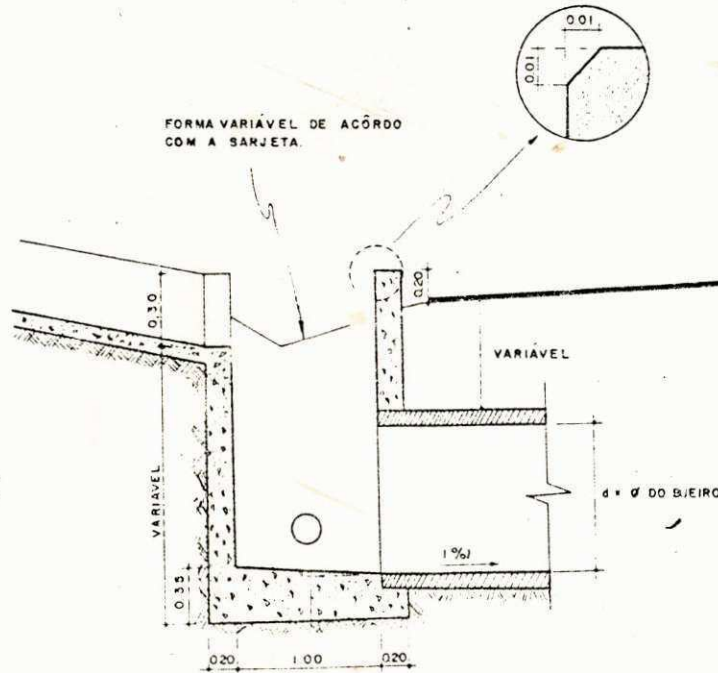 0.01
0.01
FORMA VARIÁVEL DE ACÔRDO
COM A SARJETA.
0.30
0.20
VARIÁVEL
VARIÁVEL
d = Ø DO BUEIRO
1%
0.35
0.20
1.00
0.20